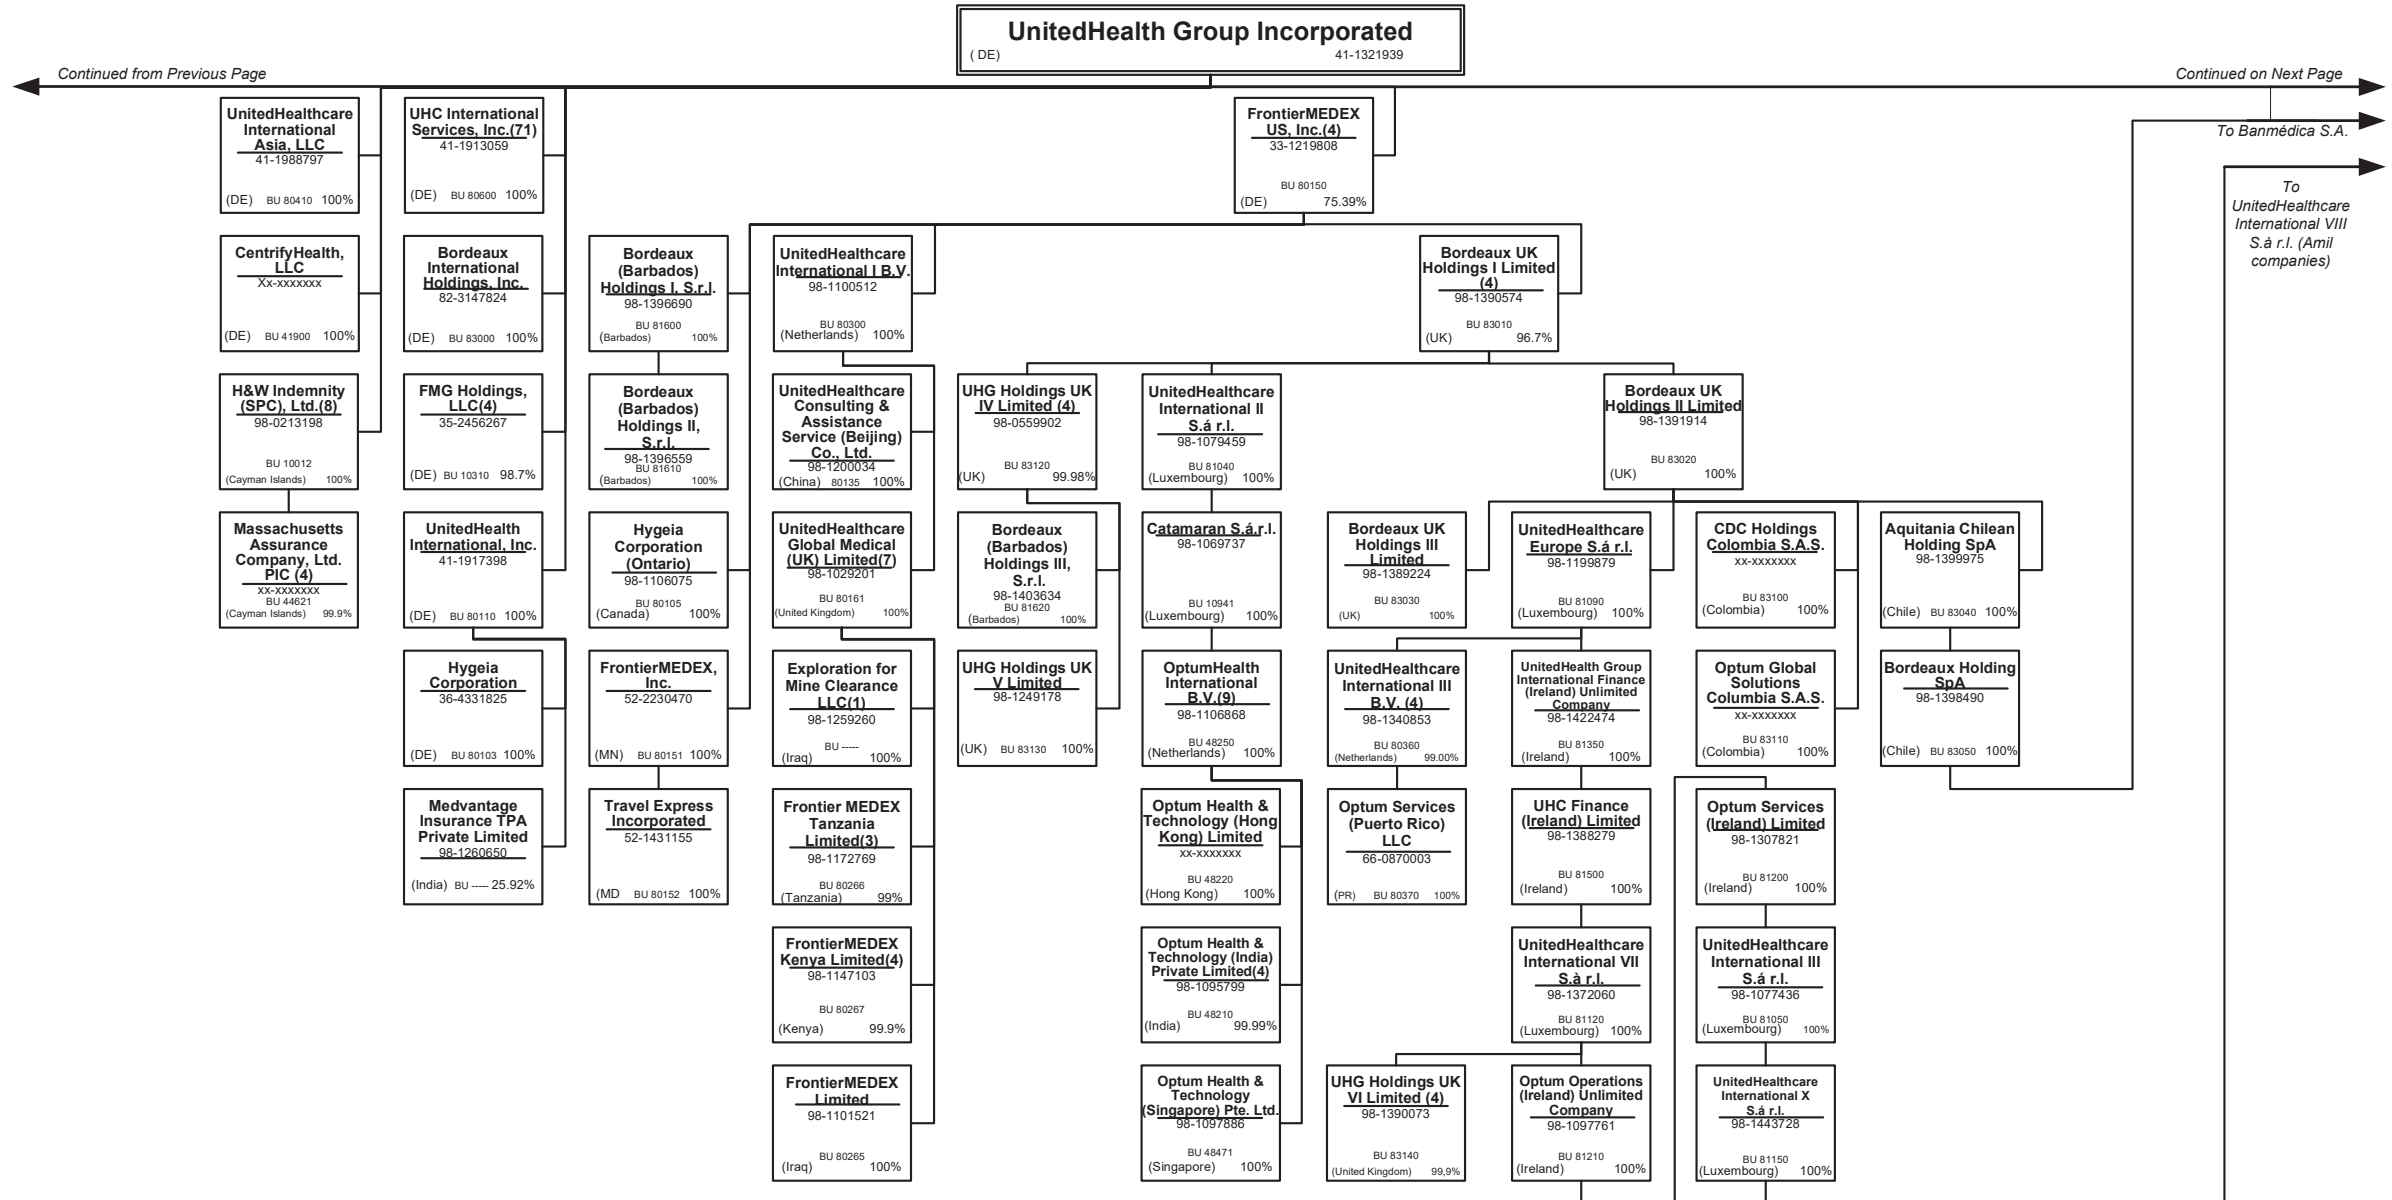 UnitedHealth Group Incorporated
( DE) 41-1321939
Continued from Previous Page
Continued on Next Page
To Banmédica S.A.
To
UnitedHealthcare
International VIII
S.à r.l. (Amil
companies)
UnitedHealthcare
International
Asia, LLC
41-1988797
(DE) BU 80410 100%
UHC International
Services, Inc.(71)
41-1913059
(DE) BU 80600 100%
FrontierMEDEX
US, Inc.(4)
33-1219808
BU 80150
(DE) 75.39%
CentrifyHealth,
LLC
Xx-xxxxxxx
(DE) BU 41900 100%
Bordeaux
International
Holdings, Inc.
82-3147824
(DE) BU 83000 100%
Bordeaux
(Barbados)
Holdings I, S.r.l.
98-1396690
BU 81600
(Barbados) 100%
UnitedHealthcare
International I B.V.
98-1100512
BU 80300
(Netherlands) 100%
Bordeaux UK
Holdings I Limited
(4)
98-1390574
BU 83010
(UK) 96.7%
H&W Indemnity
(SPC), Ltd.(8)
98-0213198
BU 10012
(Cayman Islands) 100%
FMG Holdings,
LLC(4)
35-2456267
(DE) BU 10310 98.7%
Bordeaux
(Barbados)
Holdings II,
S.r.l.
98-1396559
BU 81610
(Barbados) 100%
UnitedHealthcare
Consulting &
Assistance
Service (Beijing)
Co., Ltd.
98-1200034
(China) 80135 100%
UHG Holdings UK
IV Limited (4)
98-0559902
BU 83120
(UK) 99.98%
UnitedHealthcare
International II
S.á r.l.
98-1079459
BU 81040
(Luxembourg) 100%
Bordeaux UK
Holdings II Limited
98-1391914
BU 83020
(UK) 100%
Massachusetts
Assurance
Company, Ltd.
PIC (4)
xx-xxxxxxx
BU 44621
(Cayman Islands) 99.9%
UnitedHealth
International, Inc.
41-1917398
(DE) BU 80110 100%
Hygeia
Corporation
(Ontario)
98-1106075
BU 80105
(Canada) 100%
UnitedHealthcare
Global Medical
(UK) Limited(7)
98-1029201
BU 80161
(United Kingdom) 100%
Bordeaux
(Barbados)
Holdings III,
S.r.l.
98-1403634
BU 81620
(Barbados) 100%
Catamaran S.á.r.l.
98-1069737
BU 10941
(Luxembourg) 100%
Bordeaux UK
Holdings III
Limited
98-1389224
BU 83030
(UK) 100%
UnitedHealthcare
Europe S.á r.l.
98-1199879
BU 81090
(Luxembourg) 100%
CDC Holdings
Colombia S.A.S.
xx-xxxxxxx
BU 83100
(Colombia) 100%
Aquitania Chilean
Holding SpA
98-1399975
(Chile) BU 83040 100%
Hygeia
Corporation
36-4331825
(DE) BU 80103 100%
FrontierMEDEX,
Inc.
52-2230470
(MN) BU 80151 100%
Exploration for
Mine Clearance
LLC(1)
98-1259260
BU -----
(Iraq) 100%
UHG Holdings UK
V Limited
98-1249178
(UK) BU 83130 100%
OptumHealth
International
B.V.(9)
98-1106868
BU 48250
(Netherlands) 100%
UnitedHealthcare
International III
B.V. (4)
98-1340853
BU 80360
(Netherlands) 99.00%
UnitedHealth Group
International Finance
(Ireland) Unlimited
Company
98-1422474
BU 81350
(Ireland) 100%
Optum Global
Solutions
Columbia S.A.S.
xx-xxxxxxx
BU 83110
(Colombia) 100%
Bordeaux Holding
SpA
98-1398490
(Chile) BU 83050 100%
Medvantage
Insurance TPA
Private Limited
98-1260650
(India) BU ----- 25.92%
Travel Express
Incorporated
52-1431155
(MD BU 80152 100%
Frontier MEDEX
Tanzania
Limited(3)
98-1172769
BU 80266
(Tanzania) 99%
Optum Health &
Technology (Hong
Kong) Limited
xx-xxxxxxx
BU 48220
(Hong Kong) 100%
Optum Services
(Puerto Rico)
LLC
66-0870003
(PR) BU 80370 100%
UHC Finance
(Ireland) Limited
98-1388279
BU 81500
(Ireland) 100%
Optum Services
(Ireland) Limited
98-1307821
BU 81200
(Ireland) 100%
FrontierMEDEX
Kenya Limited(4)
98-1147103
BU 80267
(Kenya) 99.9%
Optum Health &
Technology (India)
Private Limited(4)
98-1095799
BU 48210
(India) 99.99%
UnitedHealthcare
International VII
S.à r.l.
98-1372060
BU 81120
(Luxembourg) 100%
UnitedHealthcare
International III
S.á r.l.
98-1077436
BU 81050
(Luxembourg) 100%
FrontierMEDEX
Limited
98-1101521
BU 80265
(Iraq) 100%
Optum Health &
Technology
(Singapore) Pte. Ltd.
98-1097886
BU 48471
(Singapore) 100%
UHG Holdings UK
VI Limited (4)
98-1390073
BU 83140
(United Kingdom) 99,9%
Optum Operations
(Ireland) Unlimited
Company
98-1097761
BU 81210
(Ireland) 100%
UnitedHealthcare
International X
S.á r.l.
98-1443728
BU 81150
(Luxembourg) 100%